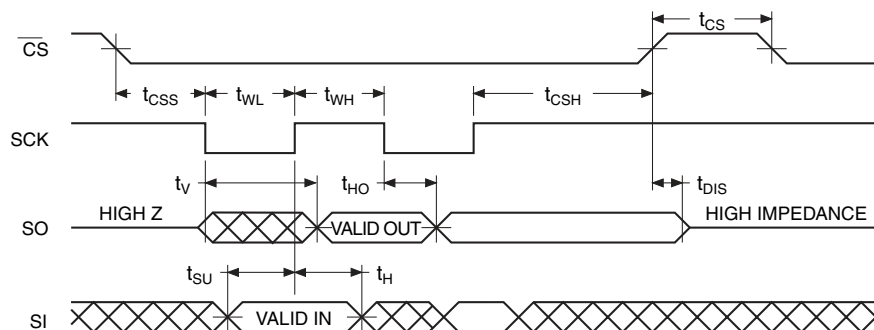 t_CS
C̅S̅
t_CSS t_WL t_WH t_CSH
SCK
t_V t_HO t_DIS
HIGH Z VALID OUT HIGH IMPEDANCE
SO
t_SU t_H
SI VALID IN